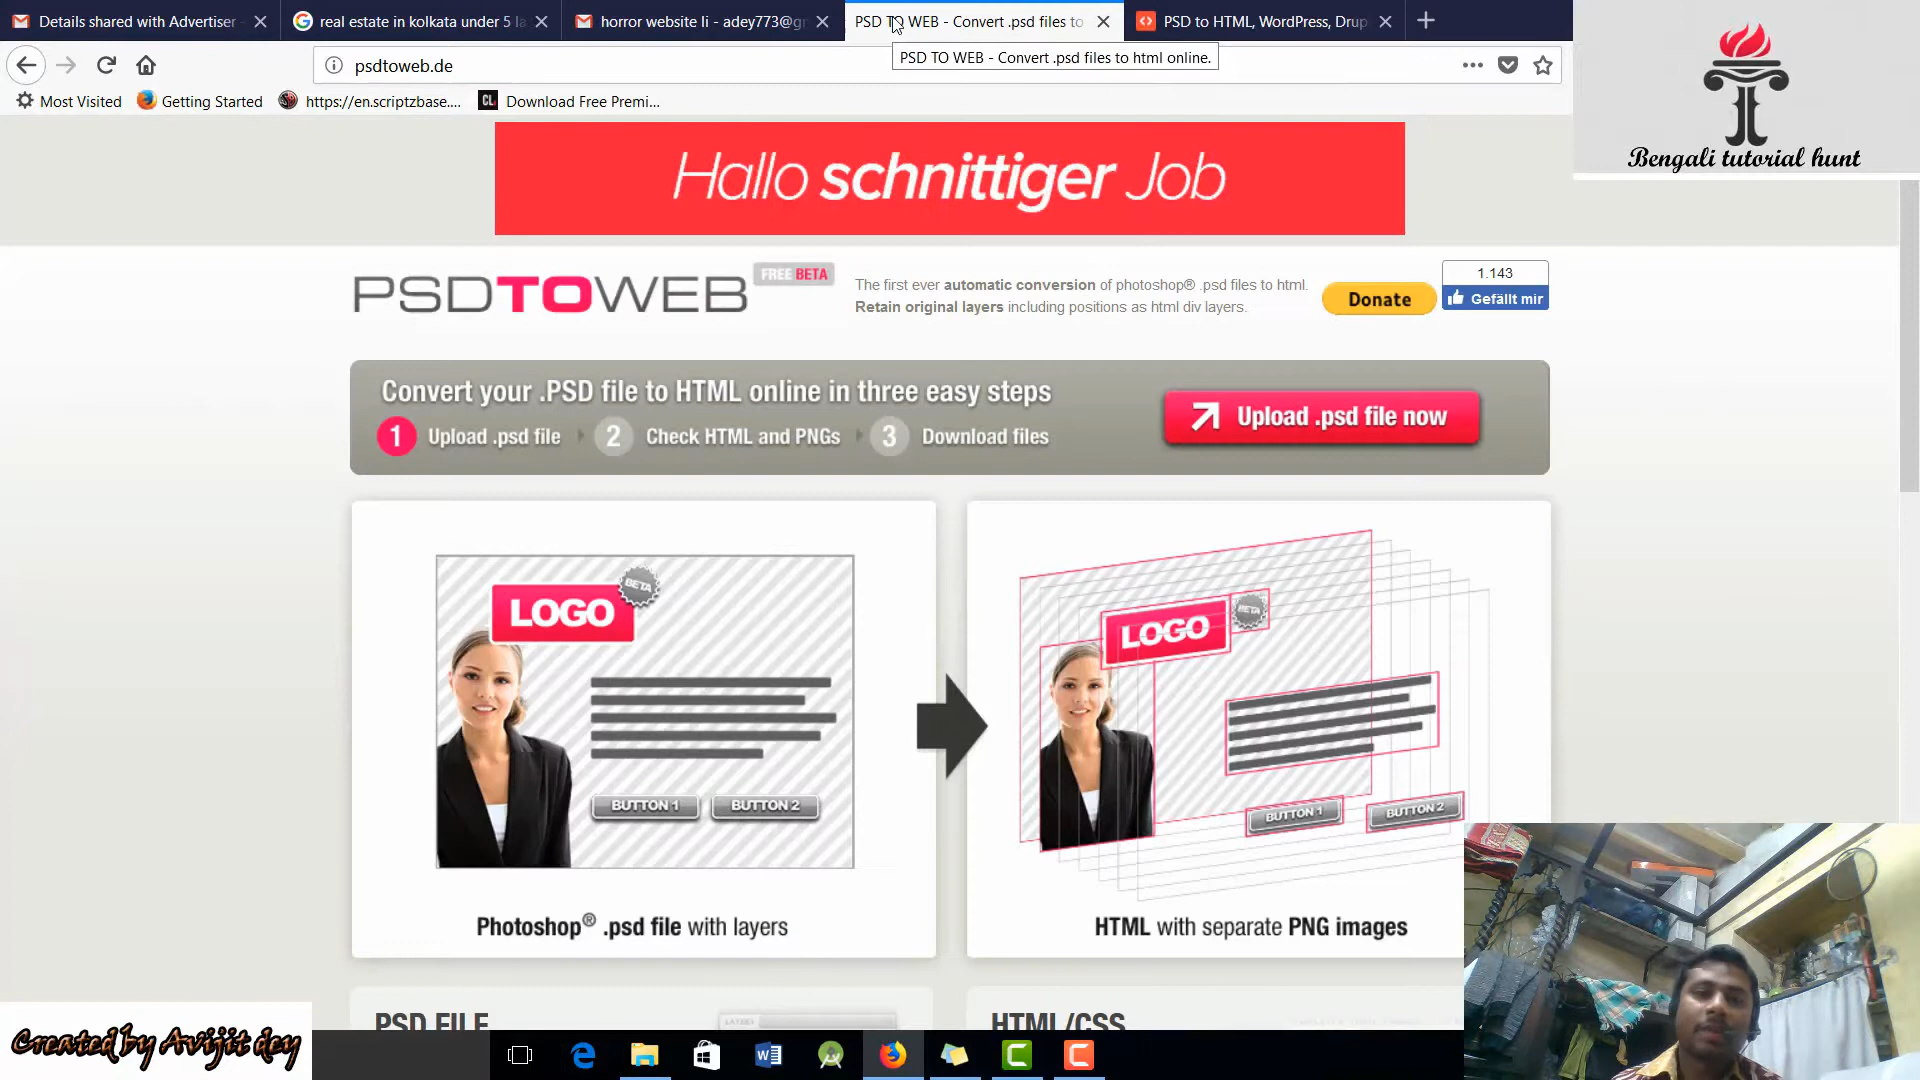 Details shared with Advertiser
real estate in kolkata under 5 la
horror website li - adey773@gr
PSD TO WEB - Convert .psd files to
PSD to HTML, WordPress, Drup
psdtoweb.de
PSD TO WEB - Convert .psd files to html online.
Most Visited
Getting Started
https://en.scriptzbase....
CL
Download Free Premi...
Bengali tutorial hunt
Hallo schnittiger Job
PSDTOWEB
FREE BETA
The first ever automatic conversion of photoshop® .psd files to html.
Retain original layers including positions as html div layers.
Donate
1.143
Gefällt mir
Convert your .PSD file to HTML online in three easy steps
1 Upload .psd file
2 Check HTML and PNGs
3 Download files
Upload .psd file now
LOGO
BETA
BUTTON 1
BUTTON 2
LOGO
BETA
BUTTON 1
BUTTON 2
Photoshop® .psd file with layers
HTML with separate PNG images
PSD FILE
HTML/CSS
Created by Avijit dey